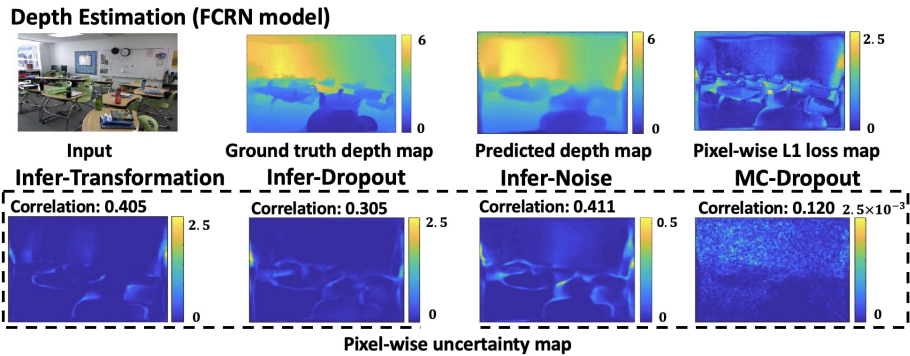 Depth Estimation (FCRN model)
6
0
6
0
2.5
0
Input
Ground truth depth map
Predicted depth map
Pixel-wise L1 loss map
Infer-Transformation
Infer-Dropout
Infer-Noise
MC-Dropout
Correlation: 0.405
Correlation: 0.305
Correlation: 0.411
Correlation: 0.120
2.5
0
2.5
0
0.5
0
2.5×10⁻³
0
Pixel-wise uncertainty map